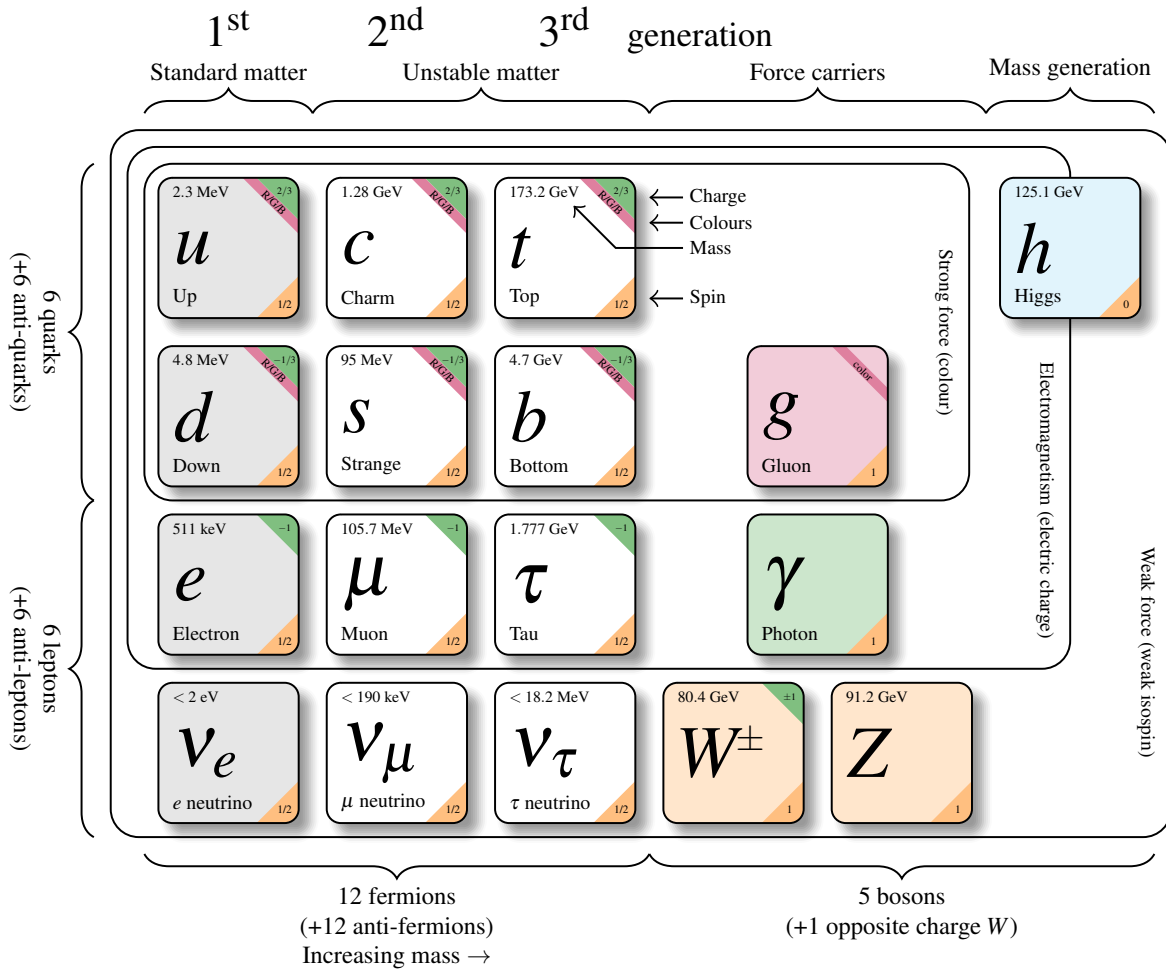 1st 2nd 3rd generation
Standard matter Unstable matter Force carriers Mass generation
6 quarks
(+6 anti-quarks)
6 leptons
(+6 anti-leptons)
2.3 MeV 2/3 R/G/B
u
Up 1/2
1.28 GeV 2/3 R/G/B
c
Charm 1/2
173.2 GeV 2/3 R/G/B
t
Top 1/2
Charge
Colours
Mass
Spin
125.1 GeV
h
Higgs 0
4.8 MeV −1/3 R/G/B
d
Down 1/2
95 MeV −1/3 R/G/B
s
Strange 1/2
4.7 GeV −1/3 R/G/B
b
Bottom 1/2
color
g
Gluon 1
Strong force (colour)
511 keV −1
e
Electron 1/2
105.7 MeV −1
μ
Muon 1/2
1.777 GeV −1
τ
Tau 1/2
γ
Photon 1
Electromagnetism (electric charge)
< 2 eV
νe
e neutrino 1/2
< 190 keV
νμ
μ neutrino 1/2
< 18.2 MeV
ντ
τ neutrino 1/2
80.4 GeV ±1
W±
1
91.2 GeV
Z
1
Weak force (weak isospin)
12 fermions
(+12 anti-fermions)
Increasing mass →
5 bosons
(+1 opposite charge W)